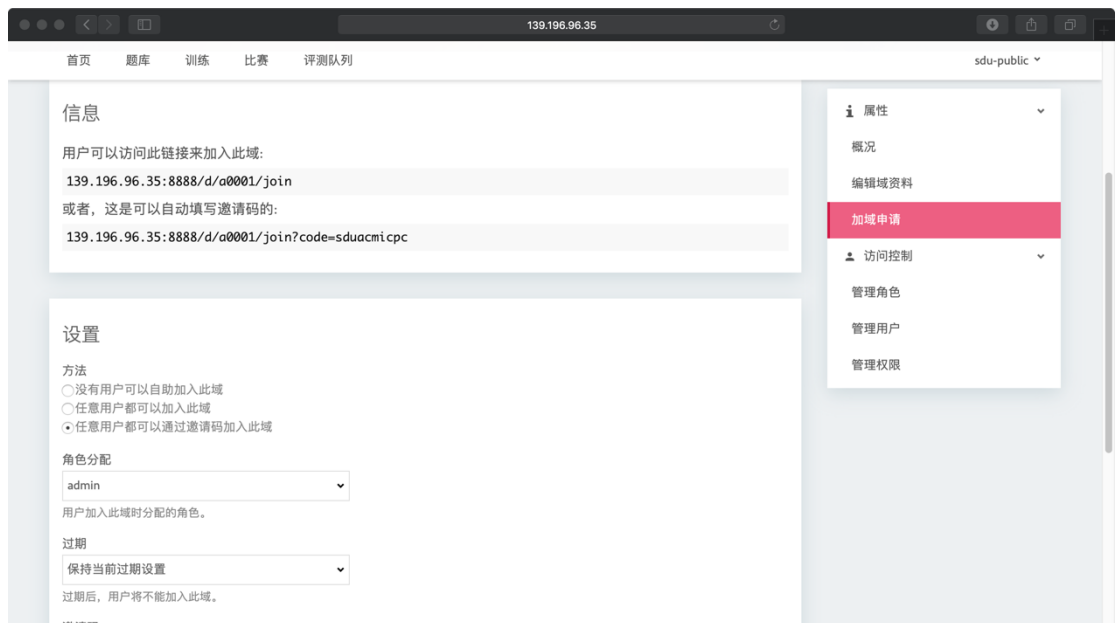 139.196.96.35
首页 题库 训练 比赛 评测队列 sdu-public
信息
用户可以访问此链接来加入此域:
139.196.96.35:8888/d/a0001/join
或者，这是可以自动填写邀请码的:
139.196.96.35:8888/d/a0001/join?code=sduacmicpc
设置
方法
没有用户可以自助加入此域
任意用户都可以加入此域
任意用户都可以通过邀请码加入此域
角色分配
admin
用户加入此域时分配的角色。
过期
保持当前过期设置
过期后，用户将不能加入此域。
属性
概况
编辑域资料
加域申请
访问控制
管理角色
管理用户
管理权限